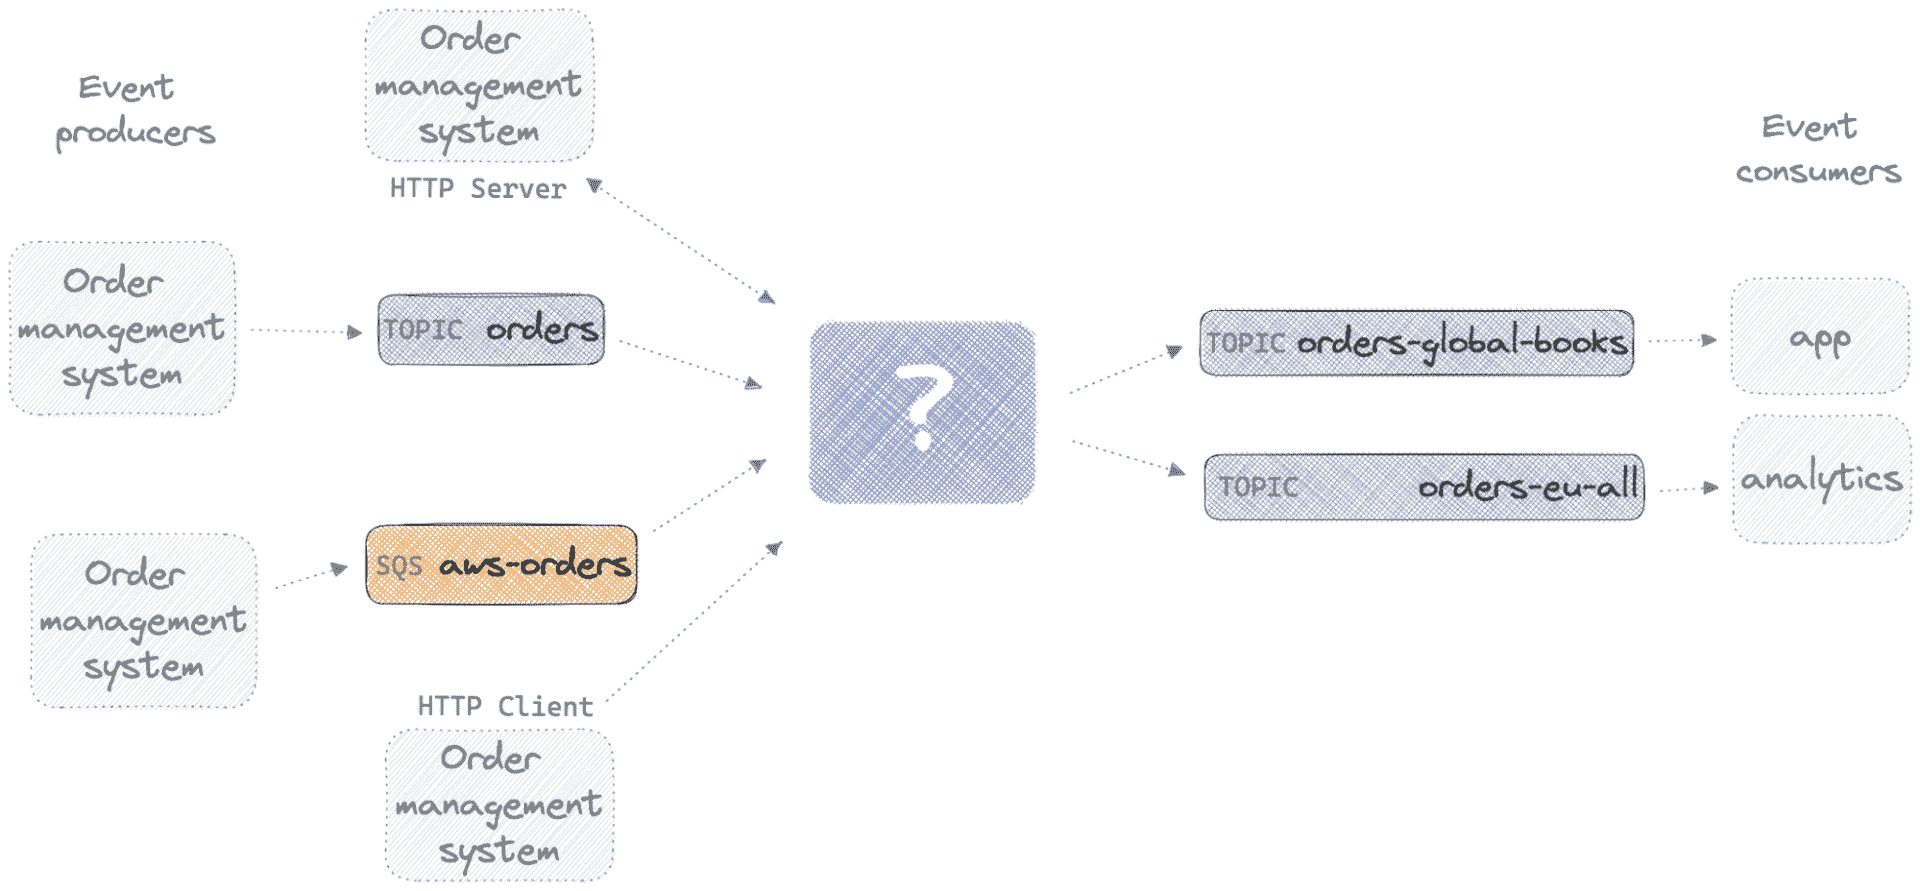 Event
producers
Order
management
system
HTTP Server
Order
management
system
TOPIC orders
Order
management
system
SQS aws-orders
HTTP Client
Order
management
system
?
TOPIC orders-global-books
TOPIC orders-eu-all
Event
consumers
app
analytics